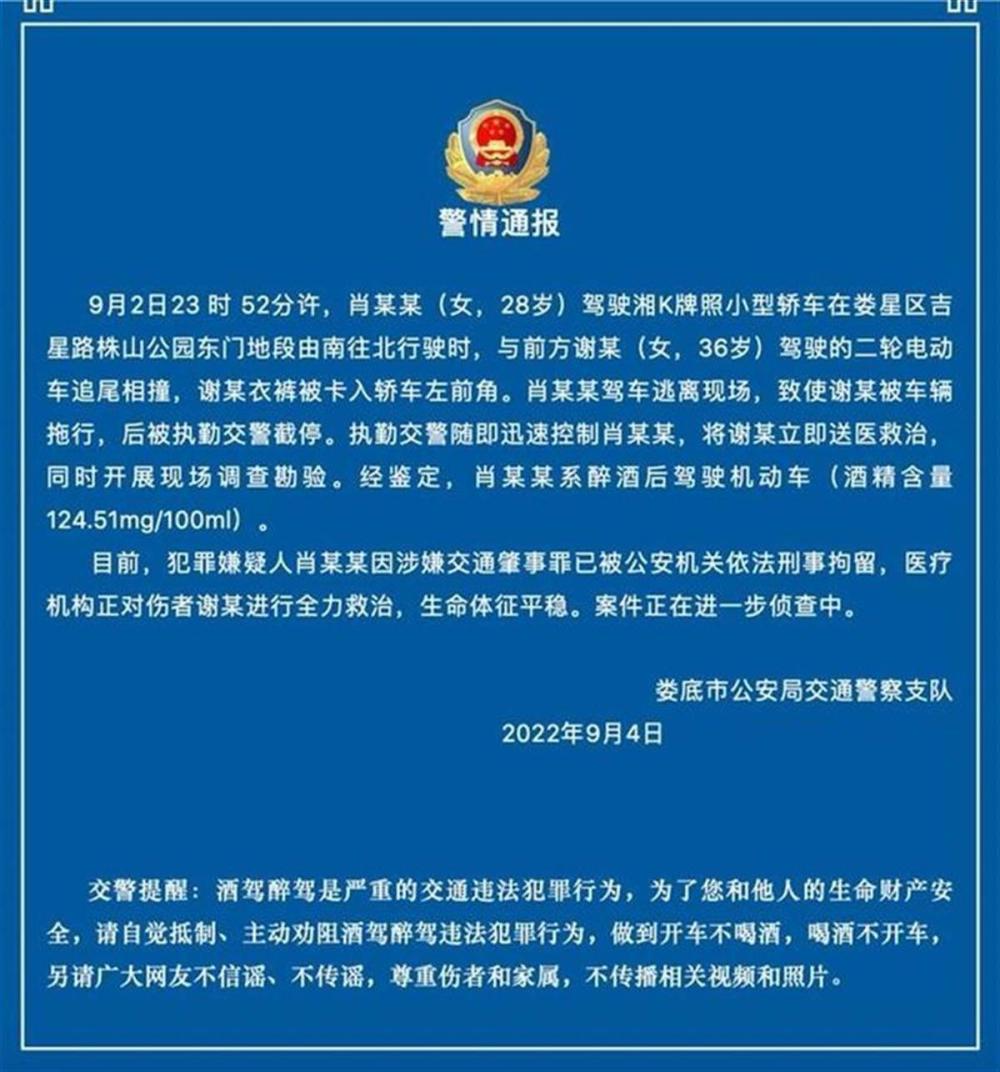 警情通报
9月2日23 时 52分许，肖某某（女，28岁）驾驶湘K牌照小型轿车在娄星区吉
星路株山公园东门地段由南往北行驶时，与前方谢某（女，36岁）驾驶的二轮电动
车追尾相撞，谢某衣裤被卡入轿车左前角。肖某某驾车逃离现场，致使谢某被车辆
拖行，后被执勤交警截停。执勤交警随即迅速控制肖某某，将谢某立即送医救治，
同时开展现场调查勘验。经鉴定，肖某某系醉酒后驾驶机动车（酒精含量
124.51mg/100ml）。
目前，犯罪嫌疑人肖某某因涉嫌交通肇事罪已被公安机关依法刑事拘留，医疗
机构正对伤者谢某进行全力救治，生命体征平稳。案件正在进一步侦查中。
娄底市公安局交通警察支队
2022年9月4日
交警提醒：酒驾醉驾是严重的交通违法犯罪行为，为了您和他人的生命财产安
全，请自觉抵制、主动劝阻酒驾醉驾违法犯罪行为，做到开车不喝酒，喝酒不开车，
另请广大网友不信谣、不传谣，尊重伤者和家属，不传播相关视频和照片。